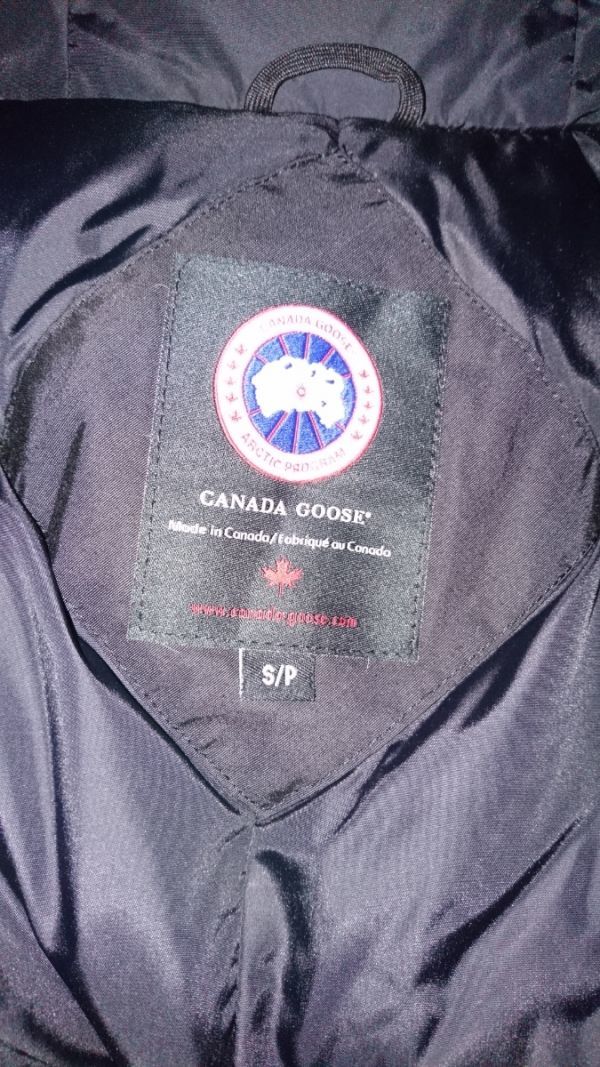 CANADA GOOSE
ARCTIC PROGRAM
CANADA GOOSE®
Made in Canada/Fabriqué au Canada
www.canada-goose.com
S/P